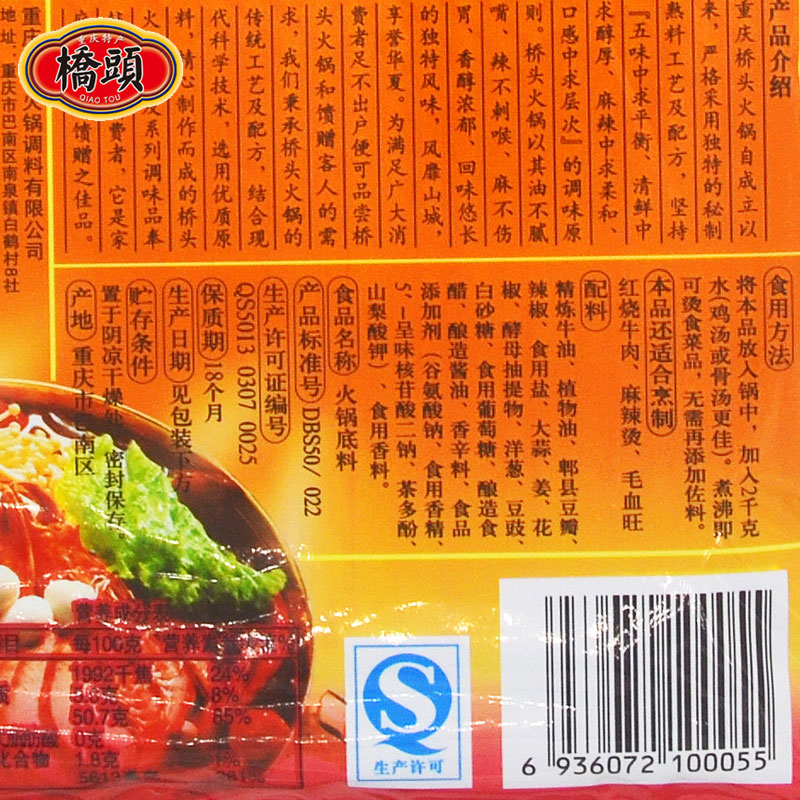 重庆特产
橋頭
QIAO TOU
产品介绍
重庆桥头火锅自成立以
来，严格采用独特的秘制
熟料工艺及配方，坚持
『五味中求平衡、清鲜中
求醇厚、麻辣中求柔和、
口感中求层次』的调味原
则。桥头火锅以其油不腻
嘴、辣不刺喉、麻不伤
胃、香醇浓郁、回味悠长
的独特风味，风靡山城，
享誉华夏。为满足广大消
费者足不出户便可品尝桥
头火锅和馈赠客人的需
求，我们秉承桥头火锅的
传统工艺及配方，结合现
代科学技术，选用优质原
料，精心制作而成的桥头
系列调味品奉
费者，它是家
馈赠之佳品。
火锅调料有限公司
地址：重庆市巴南区南泉镇白鹤村8社
食用方法
将本品放入锅中，加入2千克
水(鸡汤或骨汤更佳)。煮沸即
可烫食菜品，无需再添加佐料。
本品还适合烹制
红烧牛肉、麻辣烫、毛血旺
配料
精炼牛油、植物油、郫县豆瓣、
辣椒、食用盐、大蒜、姜、花
椒、酵母抽提物、洋葱、豆豉、
白砂糖、食用葡萄糖、酿造食
醋、酿造酱油、香辛料、食品
添加剂（谷氨酸钠、食用香精、
5'-呈味核苷酸二钠、茶多酚、
山梨酸钾）、食用香料。
食品名称 火锅底料
产品标准号 DBS50/ 022
生产许可证编号
QS5013 0307 0025
保质期 18个月
生产日期 见包装下方
贮存条件
置于阴凉干燥处，密封保存。
产地 重庆市巴南区
营养成分表
每100克 营养素参考值%
1992千焦 24%
8%
50.7克 85%
0克
1.8克 1%
生产许可
6 936072 100055